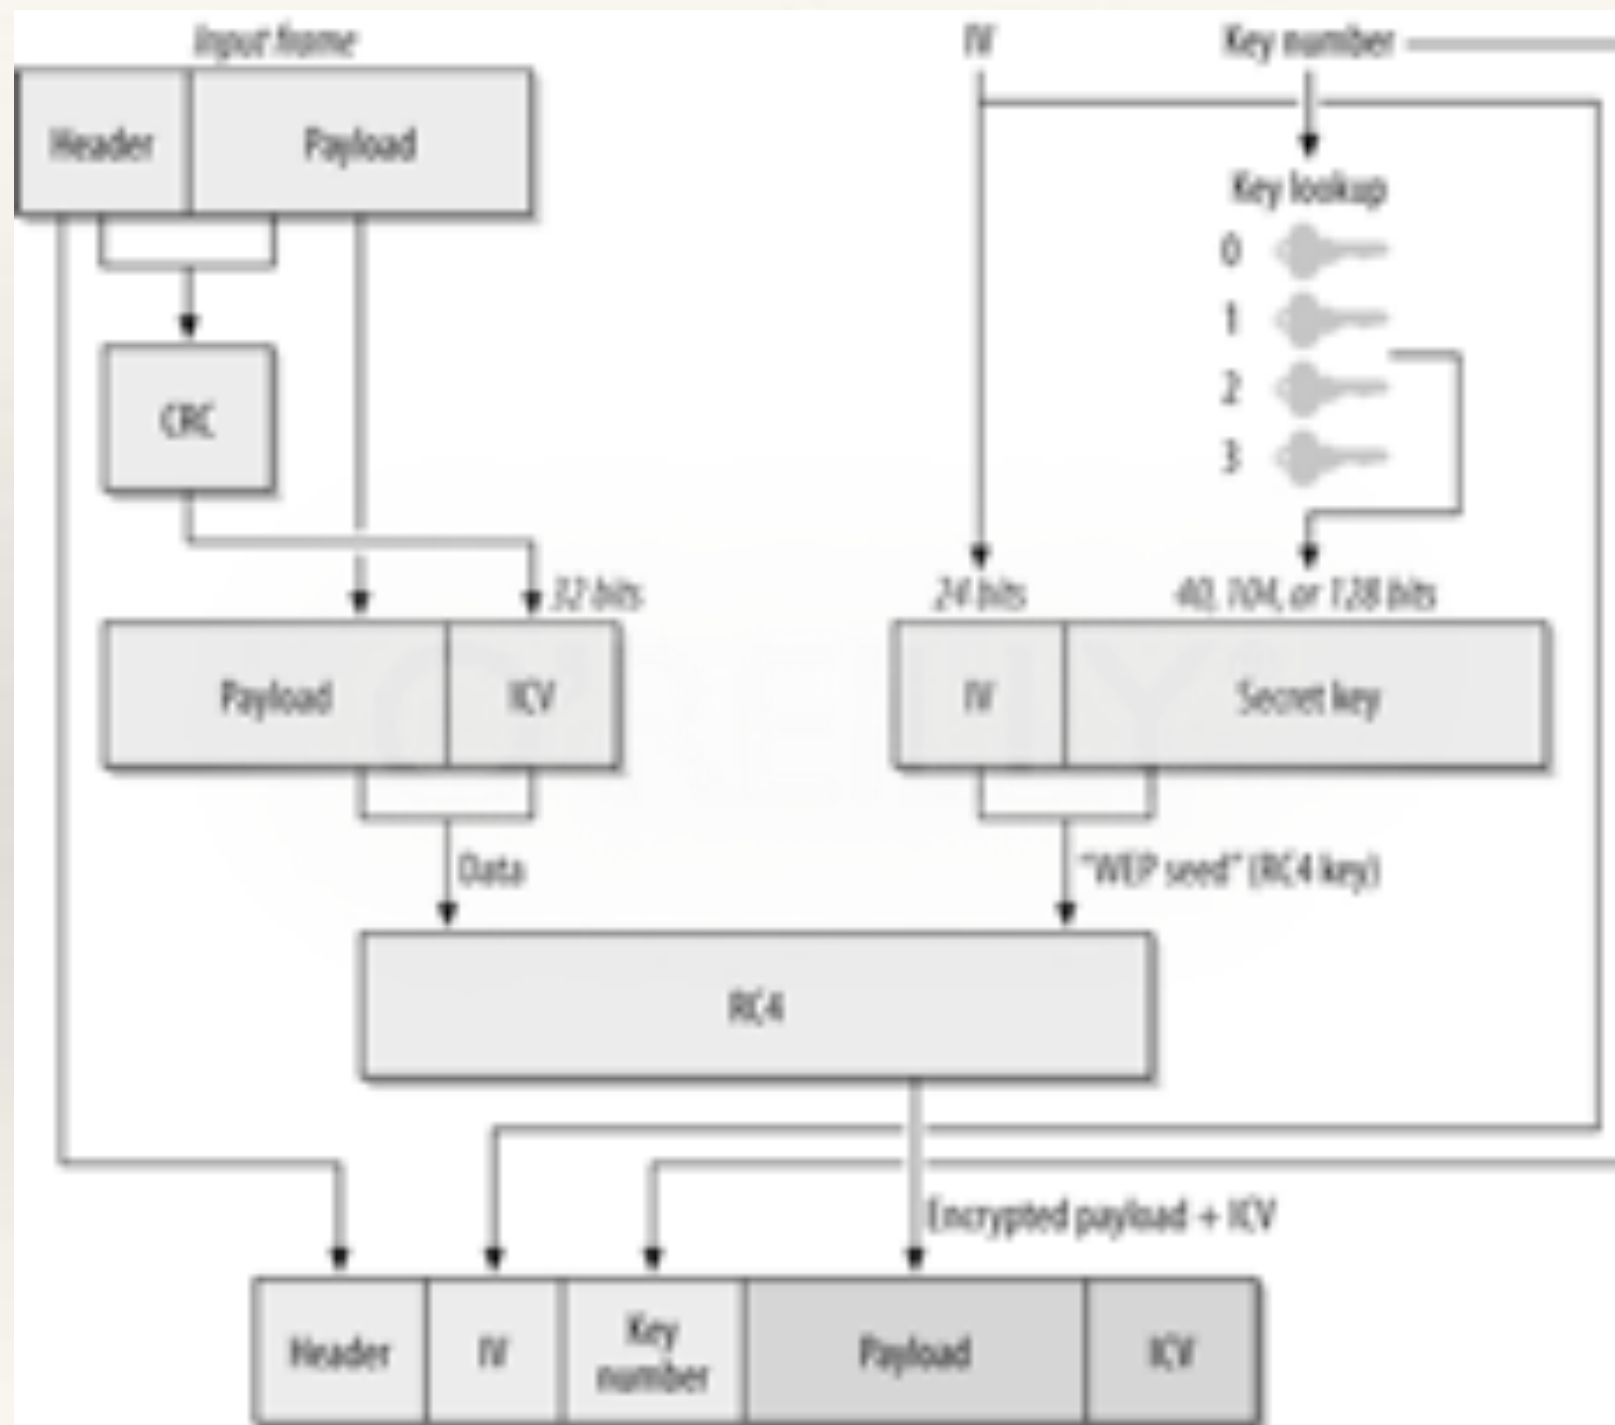 Input frame
IV
Key number
Header
Payload
Key lookup
0
1
2
3
CRC
32 bits
24 bits
40, 104, or 128 bits
Payload
ICV
IV
Secret key
Data
"WEP seed" (RC4 key)
RC4
Encrypted payload + ICV
Header
IV
Key
number
Payload
ICV